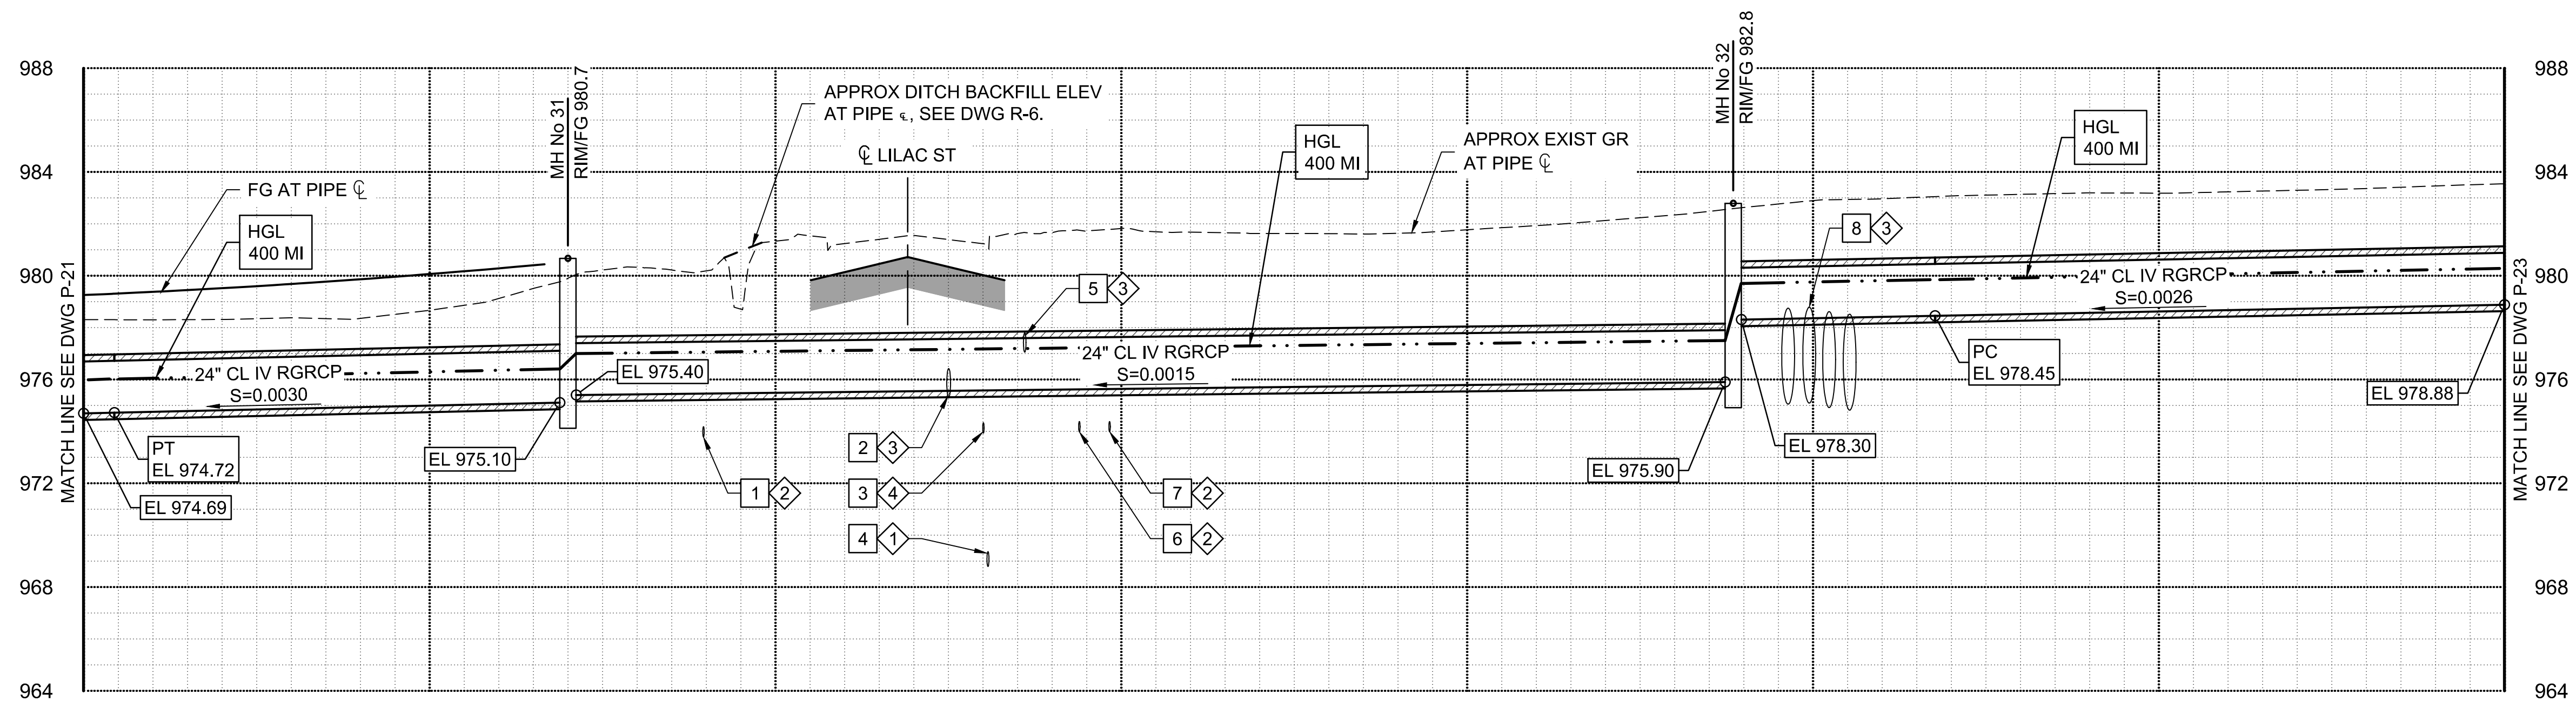 MH No 31
RIM/FG 980.7
MH No 32
RIM/FG 982.8
988
988
984
984
980
980
976
976
972
972
968
968
964
964
MATCH LINE SEE DWG P-21
MATCH LINE SEE DWG P-23
APPROX DITCH BACKFILL ELEV
AT PIPE ℄, SEE DWG R-6.
℄ LILAC ST
HGL
400 MI
APPROX EXIST GR
AT PIPE ℄
HGL
400 MI
FG AT PIPE ℄
HGL
400 MI
8 3
5 3
24" CL IV RGRCP
S=0.0026
24" CL IV RGRCP
S=0.0015
24" CL IV RGRCP
S=0.0030
EL 975.40
PC
EL 978.45
EL 978.88
PT
EL 974.72
EL 975.10
2 3
EL 978.30
EL 975.90
EL 974.69
1 2
3 4
7 2
4 1
6 2